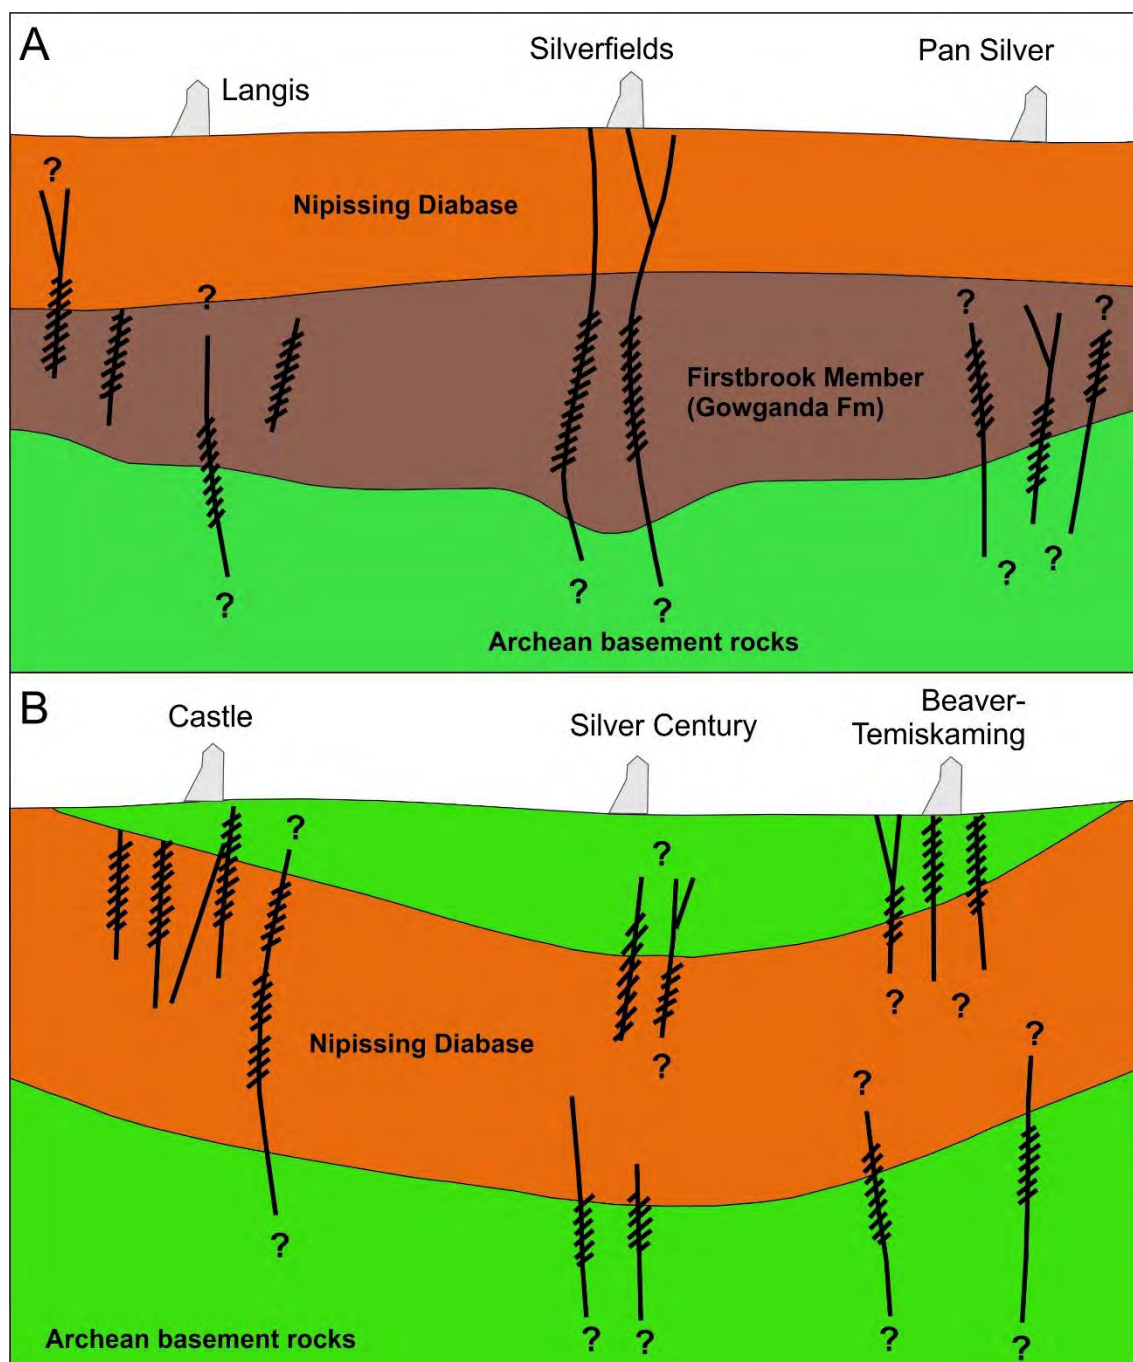 A
Langis
Silverfields
Pan Silver
?
Nipissing Diabase
?
?
?
Firstbrook Member
(Gowganda Fm)
?
?
?
?
?
Archean basement rocks
B
Castle
Silver Century
Beaver-
Temiskaming
?
?
?
?
?
Nipissing Diabase
?
?
?
?
?
?
?
?
Archean basement rocks